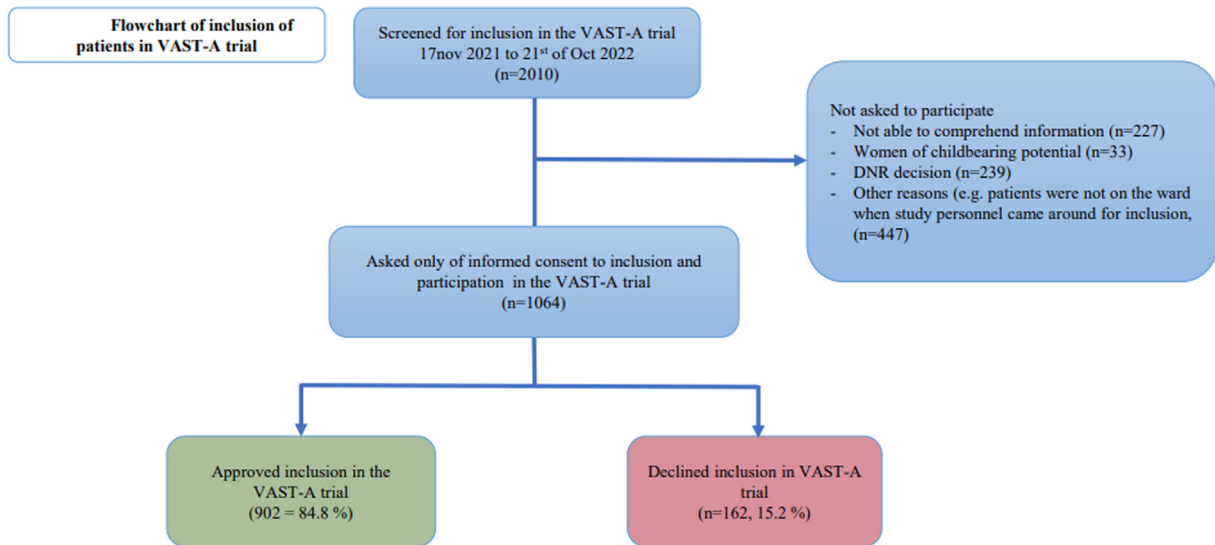 Flowchart of inclusion of
patients in VAST-A trial
Screened for inclusion in the VAST-A trial
17nov 2021 to 21st of Oct 2022
(n=2010)
Not asked to participate
- Not able to comprehend information (n=227)
- Women of childbearing potential (n=33)
- DNR decision (n=239)
- Other reasons (e.g. patients were not on the ward
when study personnel came around for inclusion,
(n=447)
Asked only of informed consent to inclusion and
participation in the VAST-A trial
(n=1064)
Approved inclusion in the
VAST-A trial
(902 = 84.8 %)
Declined inclusion in VAST-A
trial
(n=162, 15.2 %)